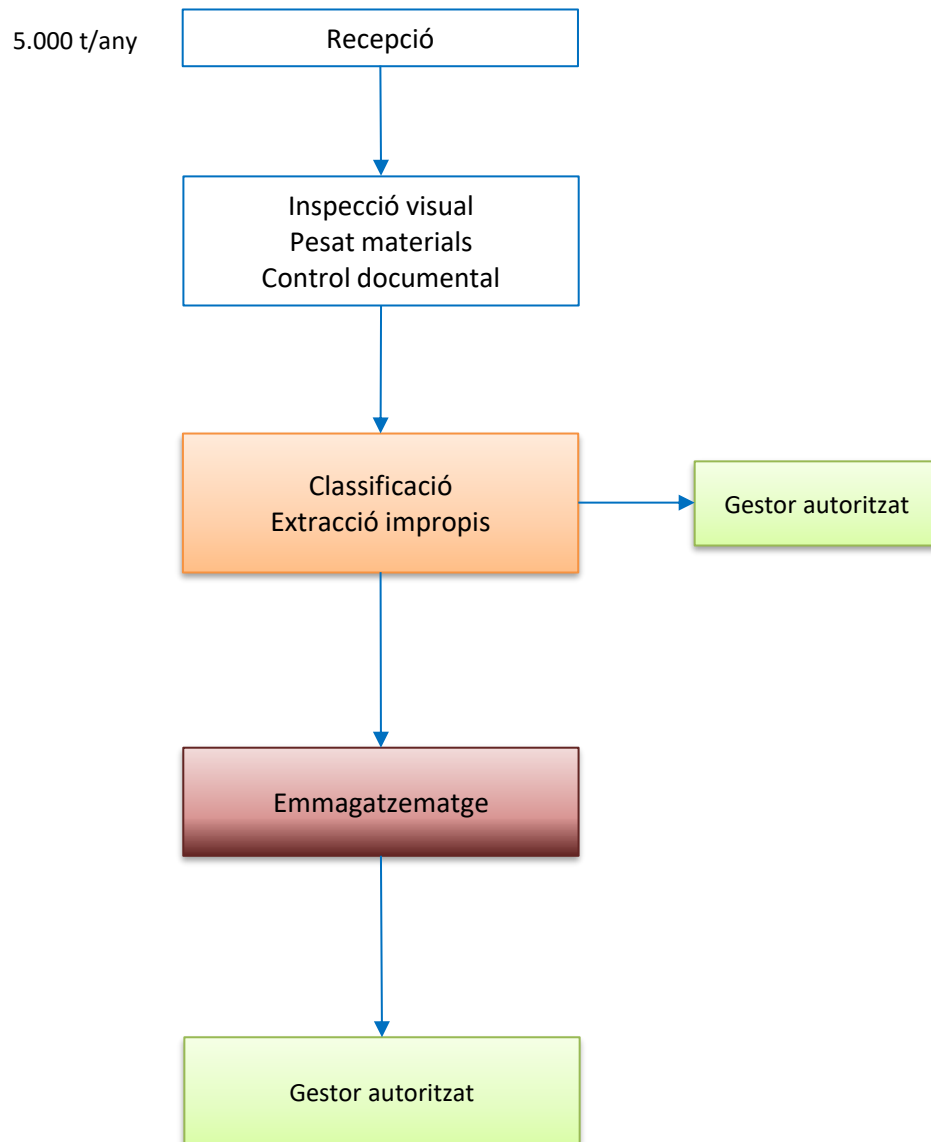 5.000 t/any
Recepció
Inspecció visual
Pesat materials
Control documental
Classificació
Extracció impropis
Gestor autoritzat
Emmagatzematge
Gestor autoritzat